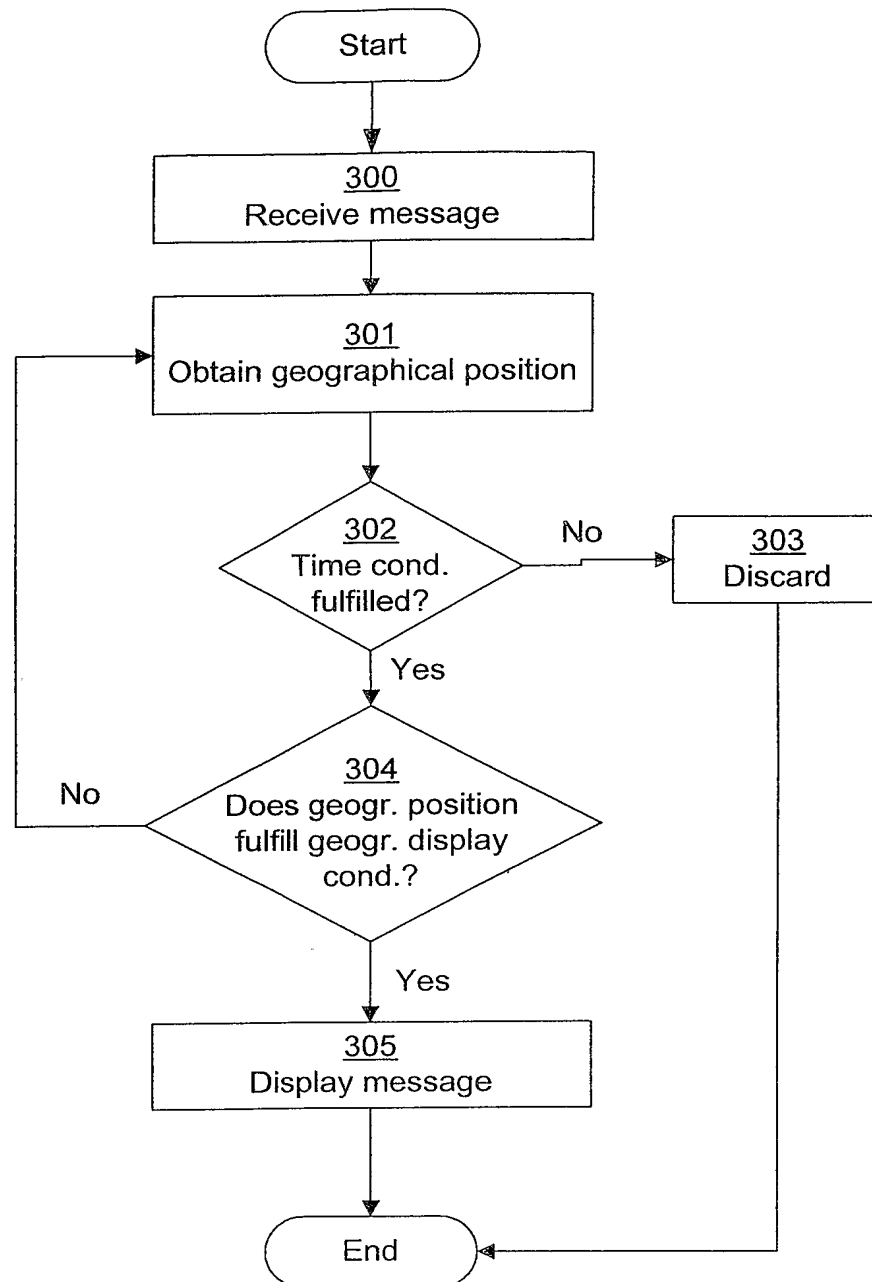 Start
300
Receive message
301
Obtain geographical position
302
Time cond.
fulfilled?
No
303
Discard
Yes
304
Does geogr. position
fulfill geogr. display
cond.?
No
Yes
305
Display message
End